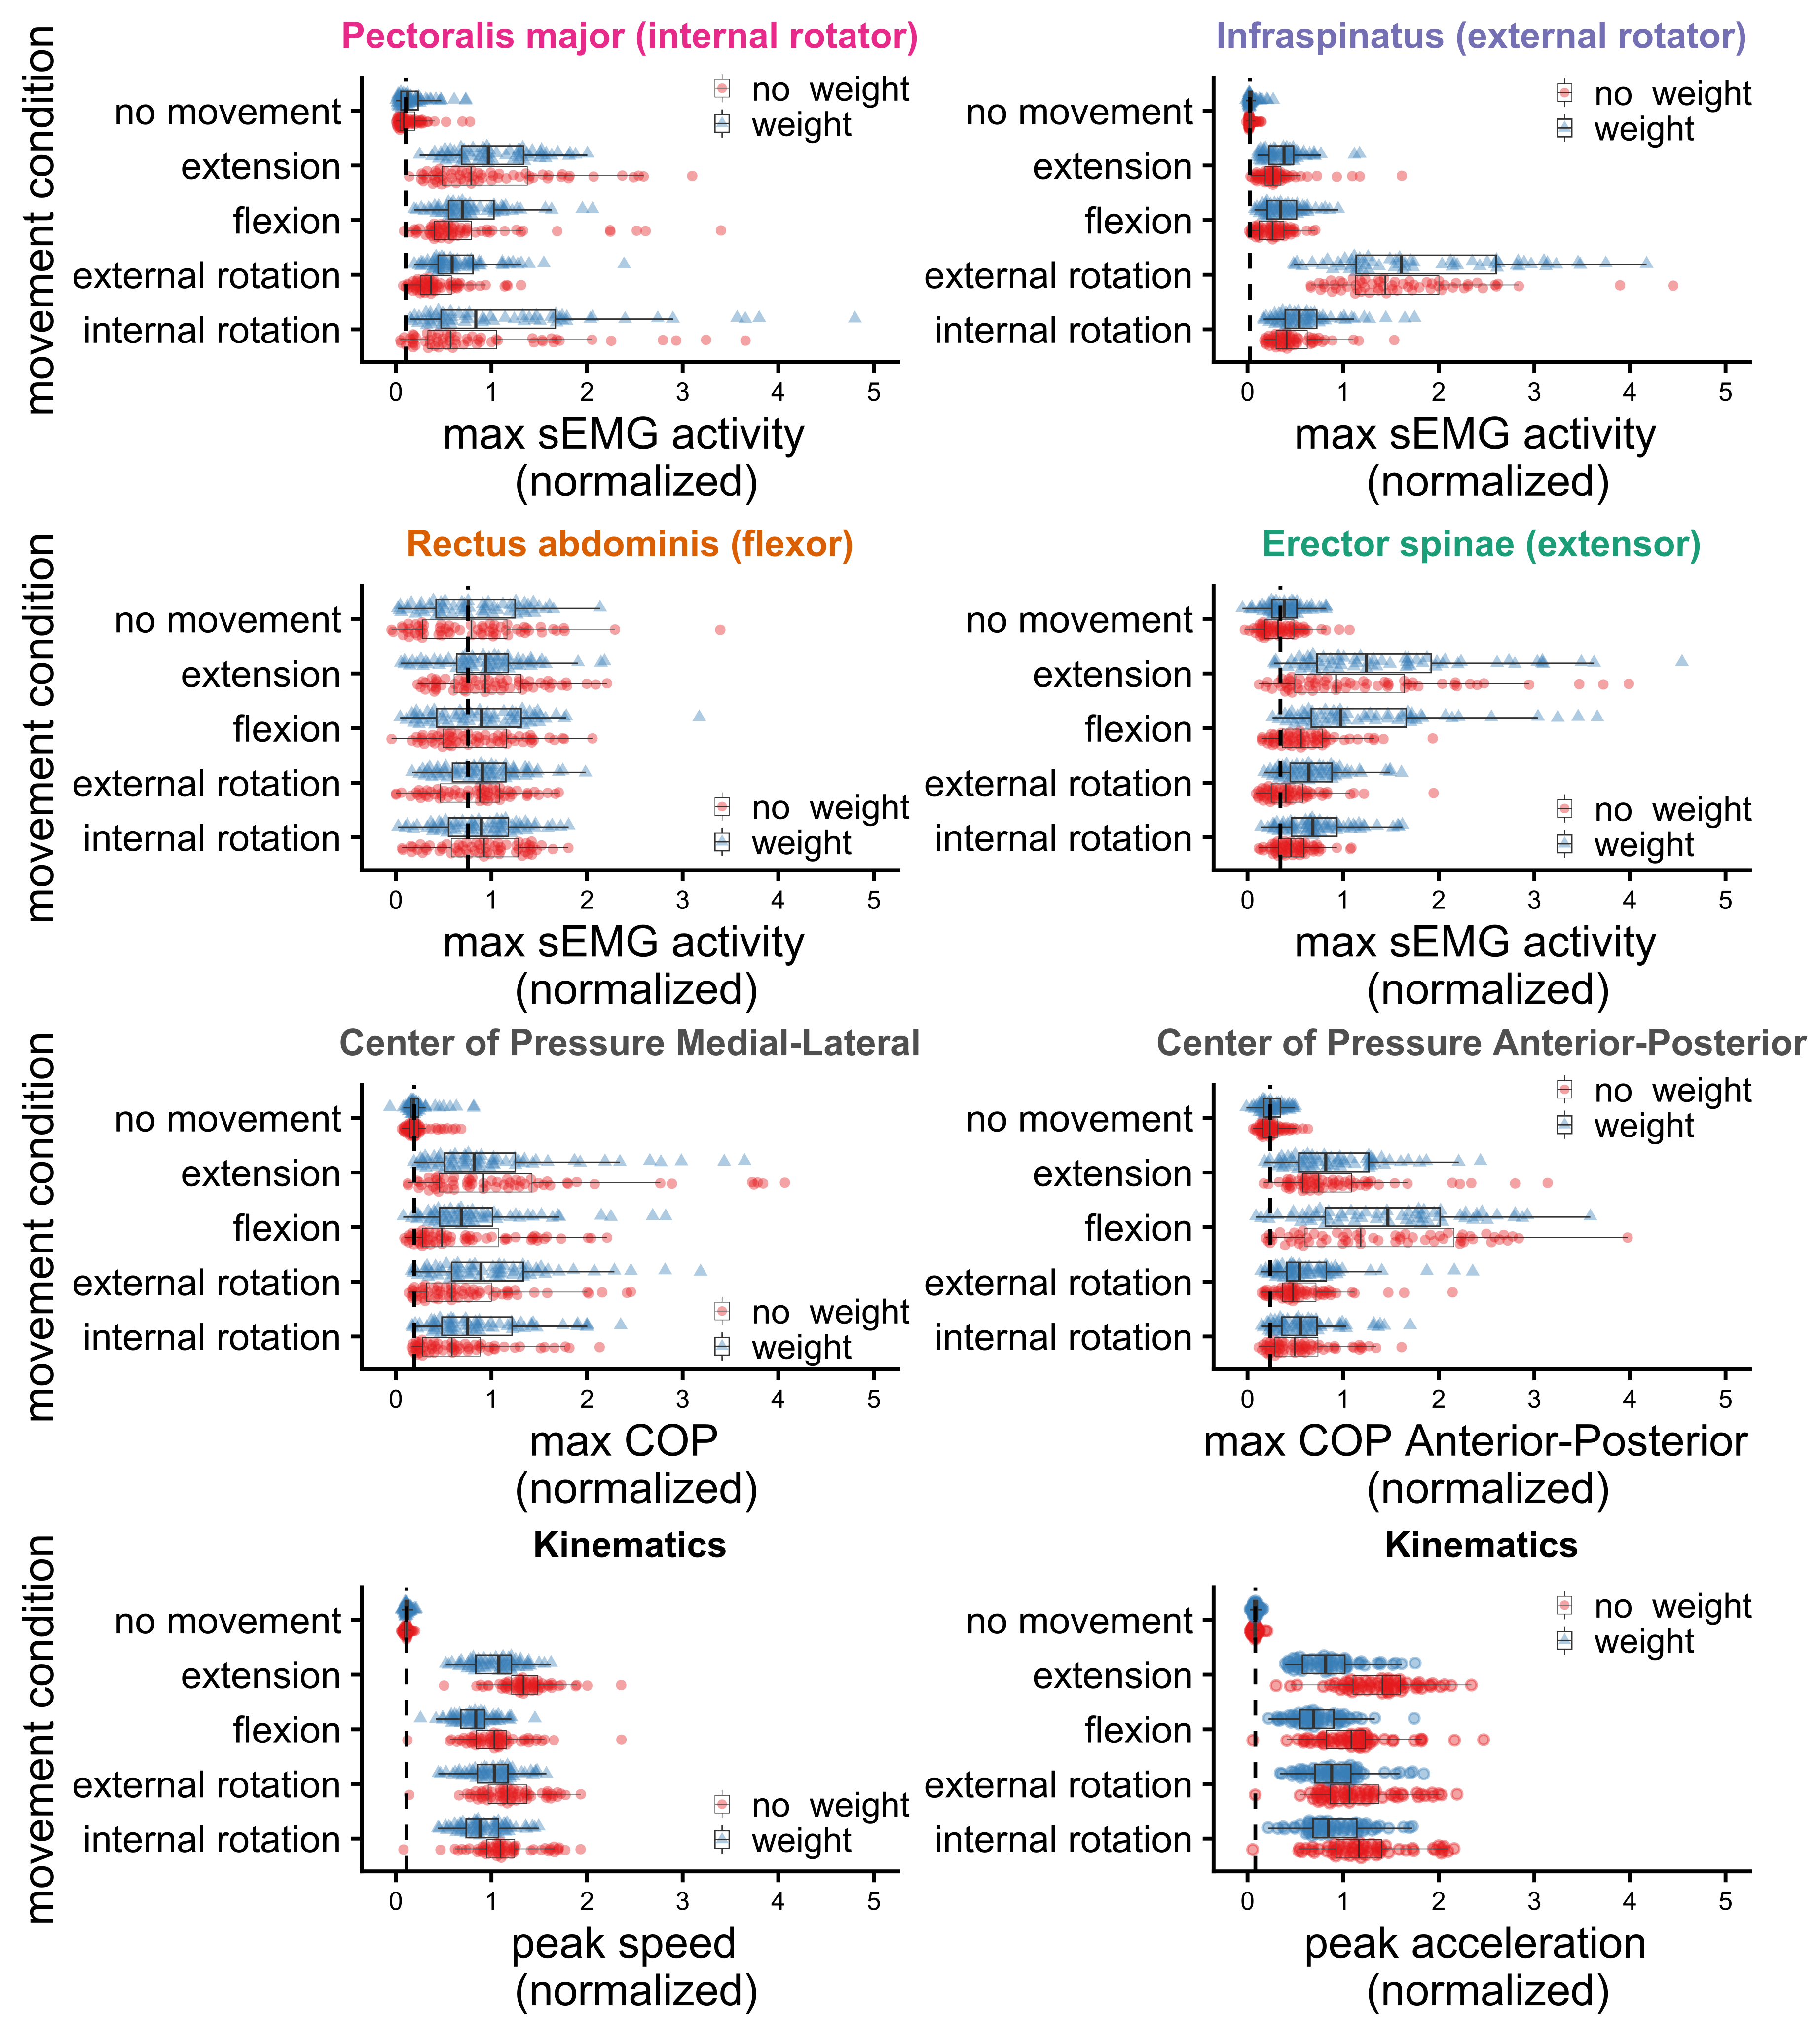 Pectoralis major (internal rotator)
movement condition
no movement
extension
flexion
external rotation
internal rotation
no weight
weight
0 1 2 3 4 5
max sEMG activity
(normalized)
Infraspinatus (external rotator)
no movement
extension
flexion
external rotation
internal rotation
no weight
weight
0 1 2 3 4 5
max sEMG activity
(normalized)
Rectus abdominis (flexor)
movement condition
no movement
extension
flexion
external rotation
internal rotation
no weight
weight
0 1 2 3 4 5
max sEMG activity
(normalized)
Erector spinae (extensor)
no movement
extension
flexion
external rotation
internal rotation
no weight
weight
0 1 2 3 4 5
max sEMG activity
(normalized)
Center of Pressure Medial-Lateral
movement condition
no movement
extension
flexion
external rotation
internal rotation
no weight
weight
0 1 2 3 4 5
max COP
(normalized)
Center of Pressure Anterior-Posterior
no movement
extension
flexion
external rotation
internal rotation
no weight
weight
0 1 2 3 4 5
max COP Anterior-Posterior
(normalized)
Kinematics
movement condition
no movement
extension
flexion
external rotation
internal rotation
no weight
weight
0 1 2 3 4 5
peak speed
(normalized)
Kinematics
no movement
extension
flexion
external rotation
internal rotation
no weight
weight
0 1 2 3 4 5
peak acceleration
(normalized)